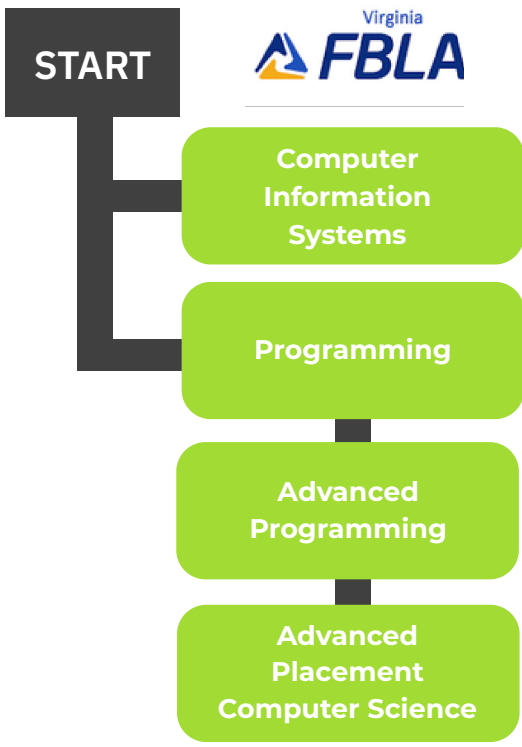 START
Virginia
FBLA
Computer
Information
Systems
Programming
Advanced
Programming
Advanced
Placement
Computer Science